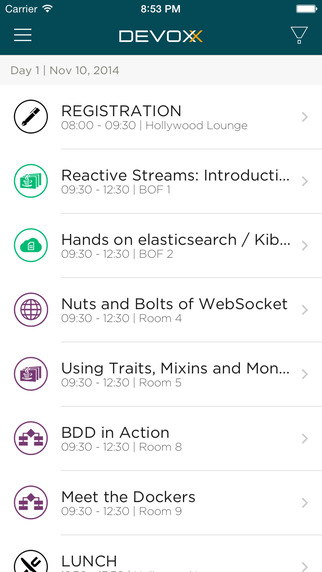 Carrier 8:53 PM
DEVOXX
Day 1 | Nov 10, 2014
REGISTRATION
08:00 - 09:30 | Hollywood Lounge
Reactive Streams: Introducti...
09:30 - 12:30 | BOF 1
Hands on elasticsearch / Kib...
09:30 - 12:30 | BOF 2
Nuts and Bolts of WebSocket
09:30 - 12:30 | Room 4
Using Traits, Mixins and Mon...
09:30 - 12:30 | Room 5
BDD in Action
09:30 - 12:30 | Room 8
Meet the Dockers
09:30 - 12:30 | Room 9
LUNCH